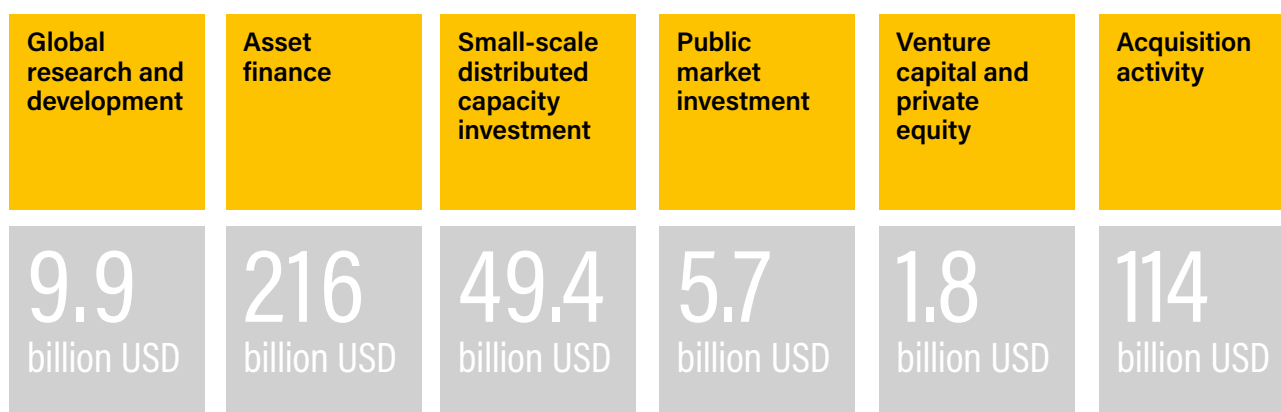 Global
research and
development
Asset
finance
Small-scale
distributed
capacity
investment
Public
market
investment
Venture
capital and
private
equity
Acquisition
activity
9.9
billion USD
216
billion USD
49.4
billion USD
5.7
billion USD
1.8
billion USD
114
billion USD